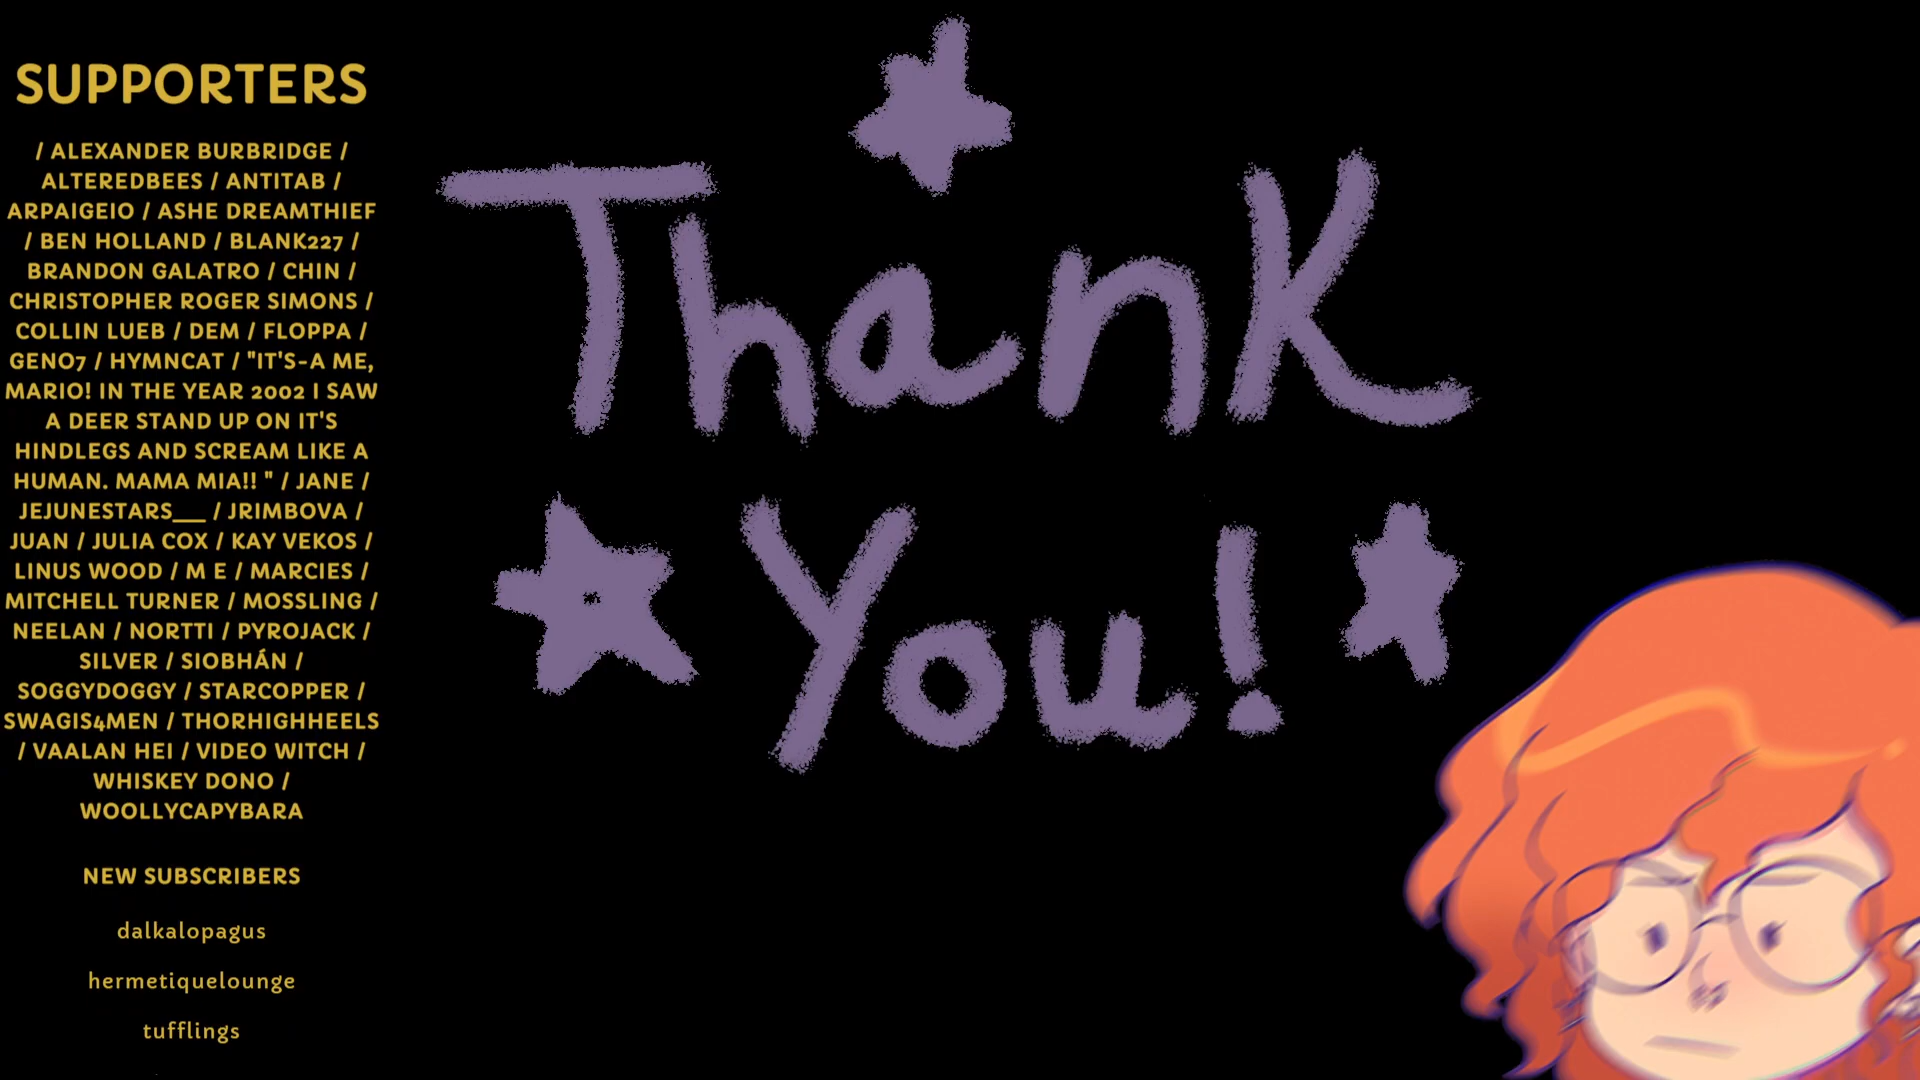 SUPPORTERS
/ ALEXANDER BURBRIDGE /
ALTEREDBEES / ANTITAB /
ARPAIGEIO / ASHE DREAMTHIEF
/ BEN HOLLAND / BLANK227 /
BRANDON GALATRO / CHIN /
CHRISTOPHER ROGER SIMONS /
COLLIN LUEB / DEM / FLOPPA /
GENO7 / HYMNCAT / "IT'S-A ME,
MARIO! IN THE YEAR 2002 I SAW
A DEER STAND UP ON IT'S
HINDLEGS AND SCREAM LIKE A
HUMAN. MAMA MIA!! " / JANE /
JEJUNESTARS__ / JRIMBOVA /
JUAN / JULIA COX / KAY VEKOS /
LINUS WOOD / M E / MARCIES /
MITCHELL TURNER / MOSSLING /
NEELAN / NORTTI / PYROJACK /
SILVER / SIOBHÁN /
SOGGYDOGGY / STARCOPPER /
SWAGIS4MEN / THORHIGHHEELS
/ VAALAN HEI / VIDEO WITCH /
WHISKEY DONO /
WOOLLYCAPYBARA
NEW SUBSCRIBERS
dalkalopagus
hermetiquelounge
tufflings
Thank
You!